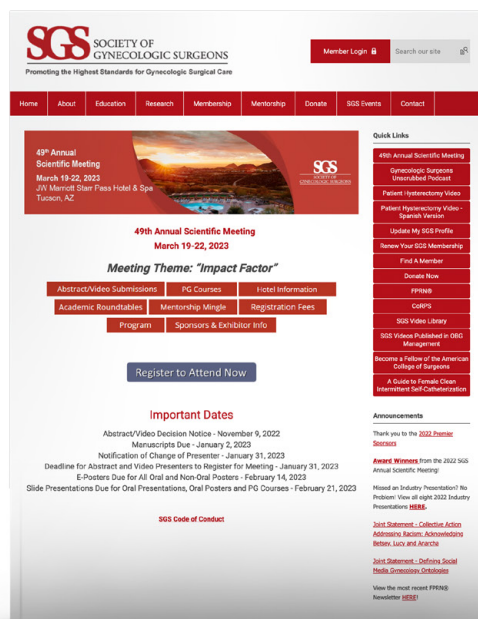 SGS
SOCIETY OF
GYNECOLOGIC SURGEONS
Promoting the Highest Standards for Gynecologic Surgical Care
Member Login
Search our site
Home
About
Education
Research
Membership
Mentorship
Donate
SGS Events
Contact
49th Annual
Scientific Meeting
March 19-22, 2023
JW Marriott Starr Pass Hotel & Spa
Tucson, AZ
SGS
SOCIETY OF
GYNECOLOGIC SURGEONS
49th Annual Scientific Meeting
March 19-22, 2023
Meeting Theme: "Impact Factor"
Abstract/Video Submissions
PG Courses
Hotel Information
Academic Roundtables
Mentorship Mingle
Registration Fees
Program
Sponsors & Exhibitor Info
Register to Attend Now
Important Dates
Abstract/Video Decision Notice - November 9, 2022
Manuscripts Due - January 2, 2023
Notification of Change of Presenter - January 31, 2023
Deadline for Abstract and Video Presenters to Register for Meeting - January 31, 2023
E-Posters Due for All Oral and Non-Oral Posters - February 14, 2023
Slide Presentations Due for Oral Presentations, Oral Posters and PG Courses - February 21, 2023
SGS Code of Conduct
Quick Links
49th Annual Scientific Meeting
Gynecologic Surgeons
Unscrubbed Podcast
Patient Hysterectomy Video
Patient Hysterectomy Video -
Spanish Version
Update My SGS Profile
Renew Your SGS Membership
Find A Member
Donate Now
FPRN®
CoRPS
SGS Video Library
SGS Videos Published in OBG
Management
Become a Fellow of the American
College of Surgeons
A Guide to Female Clean
Intermittent Self-Catheterization
Announcements
Thank you to the 2022 Premier
Sponsors
Award Winners from the 2022 SGS
Annual Scientific Meeting!
Missed an Industry Presentation? No
Problem! View all eight 2022 Industry
Presentations HERE.
Joint Statement - Collective Action
Addressing Racism: Acknowledging
Betsey, Lucy and Anarcha
Joint Statement - Defining Social
Media Gynecology Ontologies
View the most recent FPRN®
Newsletter HERE!